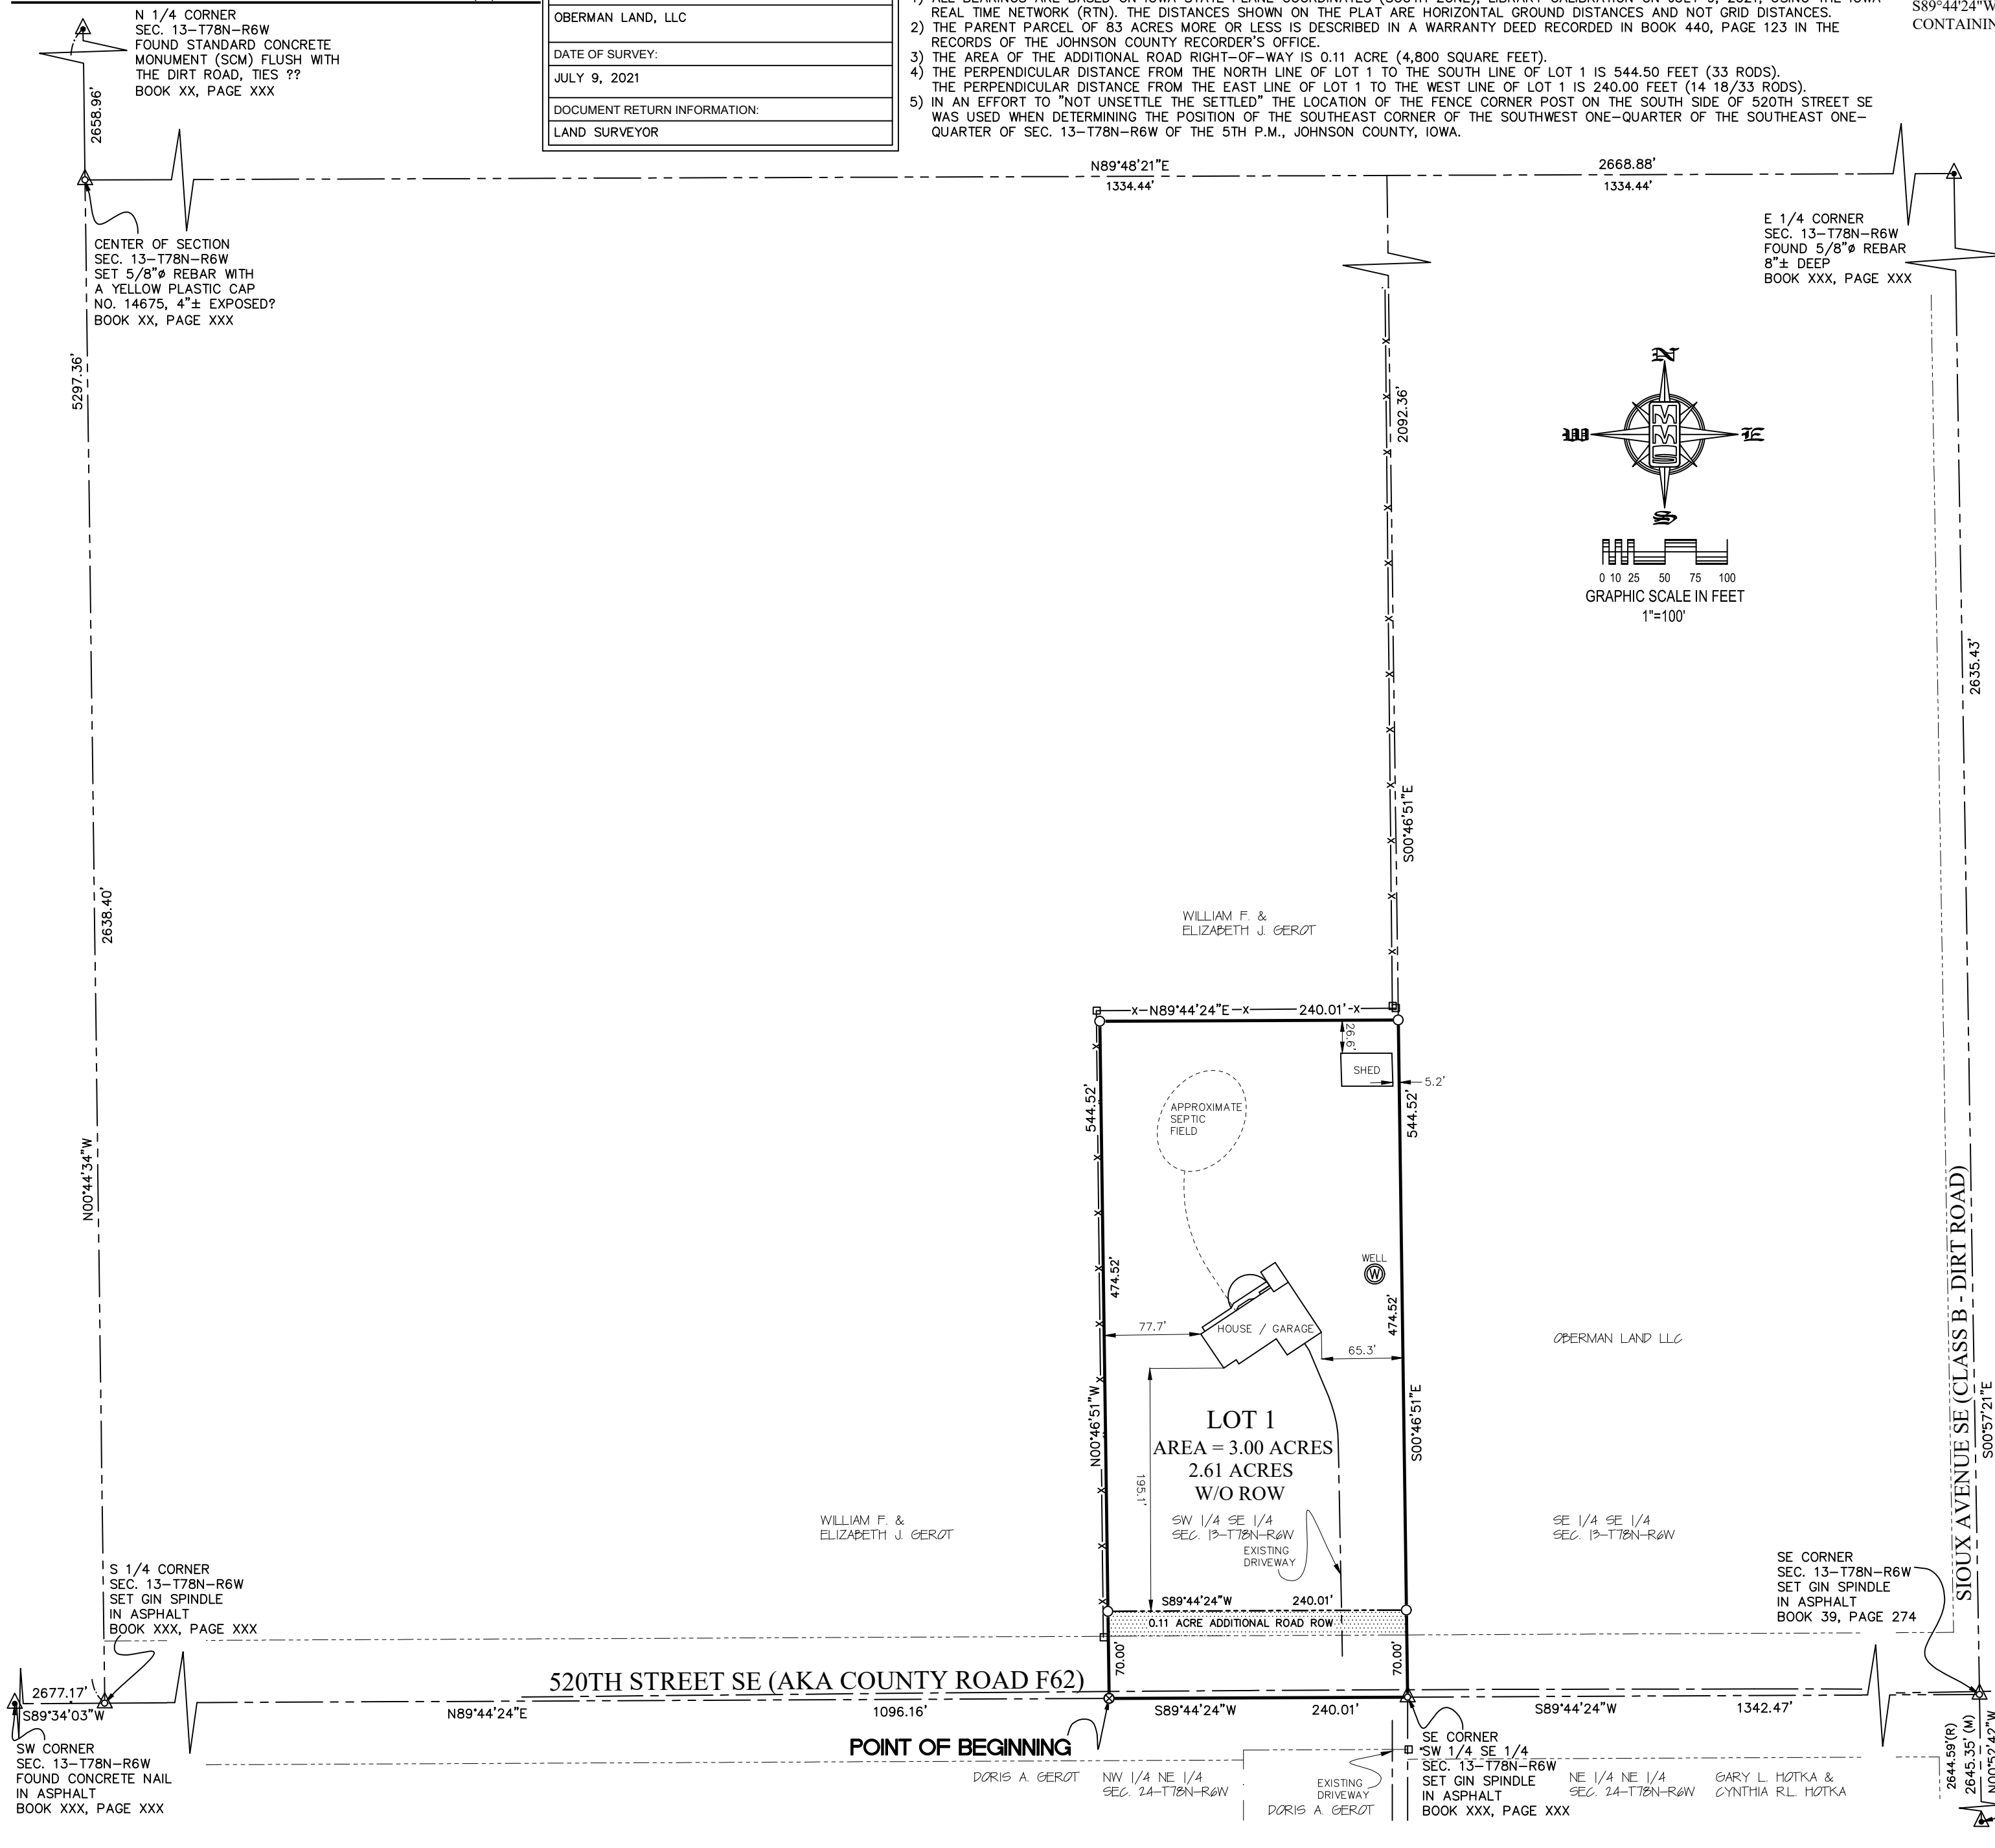 N 1/4 CORNER
SEC. 13-T78N-R6W
FOUND STANDARD CONCRETE
MONUMENT (SCM) FLUSH WITH
THE DIRT ROAD, TIES ??
BOOK XX, PAGE XXX
2658.96'
OBERMAN LAND, LLC
DATE OF SURVEY:
JULY 9, 2021
DOCUMENT RETURN INFORMATION:
LAND SURVEYOR
REAL TIME NETWORK (RTN). THE DISTANCES SHOWN ON THE PLAT ARE HORIZONTAL GROUND DISTANCES AND NOT GRID DISTANCES.
2) THE PARENT PARCEL OF 83 ACRES MORE OR LESS IS DESCRIBED IN A WARRANTY DEED RECORDED IN BOOK 440, PAGE 123 IN THE
RECORDS OF THE JOHNSON COUNTY RECORDER'S OFFICE.
3) THE AREA OF THE ADDITIONAL ROAD RIGHT-OF-WAY IS 0.11 ACRE (4,800 SQUARE FEET).
4) THE PERPENDICULAR DISTANCE FROM THE NORTH LINE OF LOT 1 TO THE SOUTH LINE OF LOT 1 IS 544.50 FEET (33 RODS).
THE PERPENDICULAR DISTANCE FROM THE EAST LINE OF LOT 1 TO THE WEST LINE OF LOT 1 IS 240.00 FEET (14 18/33 RODS).
5) IN AN EFFORT TO "NOT UNSETTLE THE SETTLED" THE LOCATION OF THE FENCE CORNER POST ON THE SOUTH SIDE OF 520TH STREET SE
WAS USED WHEN DETERMINING THE POSITION OF THE SOUTHEAST CORNER OF THE SOUTHWEST ONE-QUARTER OF THE SOUTHEAST ONE-
QUARTER OF SEC. 13-T78N-R6W OF THE 5TH P.M., JOHNSON COUNTY, IOWA.
S89°44'24"W
CONTAININ
N89°48'21"E
1334.44'
2668.88'
1334.44'
CENTER OF SECTION
SEC. 13-T78N-R6W
SET 5/8"ø REBAR WITH
A YELLOW PLASTIC CAP
NO. 14675, 4"± EXPOSED?
BOOK XX, PAGE XXX
E 1/4 CORNER
SEC. 13-T78N-R6W
FOUND 5/8"ø REBAR
8"± DEEP
BOOK XXX, PAGE XXX
5297.36'
2638.40'
N00°44'34"W
2092.36'
S00°46'51"E
N
W
E
S
MMS
0 10 25 50 75 100
GRAPHIC SCALE IN FEET
1"=100'
2635.43'
SIOUX AVENUE SE (CLASS B - DIRT ROAD)
S00°57'21"E
WILLIAM F. &
ELIZABETH J. GEROT
N89°44'24"E
240.01'
26.6'
SHED
5.2'
544.52'
544.52'
APPROXIMATE
SEPTIC
FIELD
474.52'
WELL
W
474.52'
77.7'
HOUSE / GARAGE
65.3'
OBERMAN LAND LLC
N00°46'51"W
S00°46'51"E
LOT 1
AREA = 3.00 ACRES
2.61 ACRES
W/O ROW
195.1'
SW 1/4 SE 1/4
SEC. 13-T78N-R6W
EXISTING
DRIVEWAY
WILLIAM F. &
ELIZABETH J. GEROT
SE 1/4 SE 1/4
SEC. 13-T78N-R6W
S 1/4 CORNER
SEC. 13-T78N-R6W
SET GIN SPINDLE
IN ASPHALT
BOOK XXX, PAGE XXX
SE CORNER
SEC. 13-T78N-R6W
SET GIN SPINDLE
IN ASPHALT
BOOK 39, PAGE 274
S89°44'24"W
240.01'
0.11 ACRE ADDITIONAL ROAD ROW
70.00'
70.00'
520TH STREET SE (AKA COUNTY ROAD F62)
2677.17'
S89°34'03"W
N89°44'24"E
1096.16'
S89°44'24"W
240.01'
S89°44'24"W
1342.47'
POINT OF BEGINNING
SW CORNER
SEC. 13-T78N-R6W
FOUND CONCRETE NAIL
IN ASPHALT
BOOK XXX, PAGE XXX
DORIS A. GEROT
NW 1/4 NE 1/4
SEC. 24-T78N-R6W
EXISTING
DRIVEWAY
DORIS A. GEROT
SE CORNER
SW 1/4 SE 1/4
SEC. 13-T78N-R6W
SET GIN SPINDLE
IN ASPHALT
BOOK XXX, PAGE XXX
NE 1/4 NE 1/4
SEC. 24-T78N-R6W
GARY L. HOTKA &
CYNTHIA R.L. HOTKA
2644.59'(R)
2645.35' (M)
N00°52'42"W